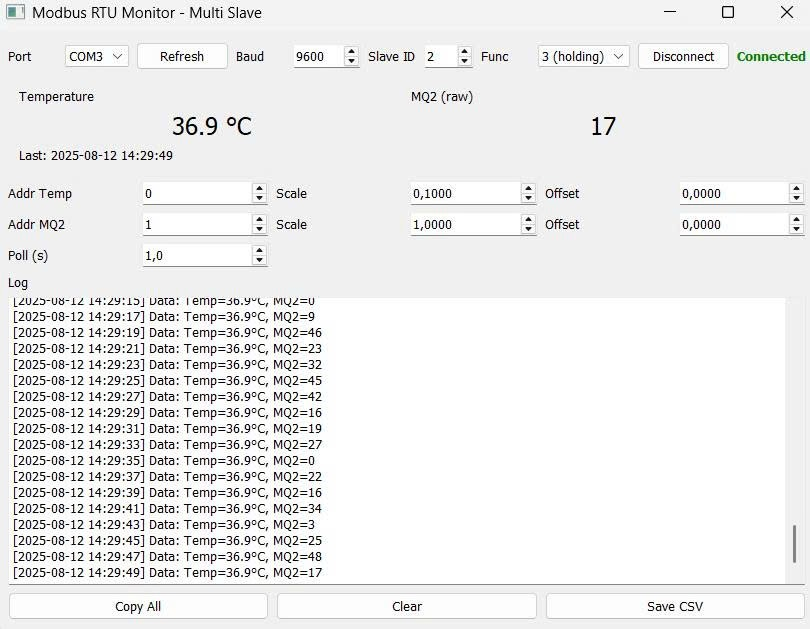 Modbus RTU Monitor - Multi Slave
Port COM3 Refresh Baud 9600 Slave ID 2 Func 3 (holding) Disconnect Connected
Temperature MQ2 (raw)
36.9 °C 17
Last: 2025-08-12 14:29:49
Addr Temp 0 Scale 0,1000 Offset 0,0000
Addr MQ2 1 Scale 1,0000 Offset 0,0000
Poll (s) 1,0
Log
[2025-08-12 14:29:15] Data: Temp=36.9°C, MQ2=0
[2025-08-12 14:29:17] Data: Temp=36.9°C, MQ2=9
[2025-08-12 14:29:19] Data: Temp=36.9°C, MQ2=46
[2025-08-12 14:29:21] Data: Temp=36.9°C, MQ2=23
[2025-08-12 14:29:23] Data: Temp=36.9°C, MQ2=32
[2025-08-12 14:29:25] Data: Temp=36.9°C, MQ2=45
[2025-08-12 14:29:27] Data: Temp=36.9°C, MQ2=42
[2025-08-12 14:29:29] Data: Temp=36.9°C, MQ2=16
[2025-08-12 14:29:31] Data: Temp=36.9°C, MQ2=19
[2025-08-12 14:29:33] Data: Temp=36.9°C, MQ2=27
[2025-08-12 14:29:35] Data: Temp=36.9°C, MQ2=0
[2025-08-12 14:29:37] Data: Temp=36.9°C, MQ2=22
[2025-08-12 14:29:39] Data: Temp=36.9°C, MQ2=16
[2025-08-12 14:29:41] Data: Temp=36.9°C, MQ2=34
[2025-08-12 14:29:43] Data: Temp=36.9°C, MQ2=3
[2025-08-12 14:29:45] Data: Temp=36.9°C, MQ2=25
[2025-08-12 14:29:47] Data: Temp=36.9°C, MQ2=48
[2025-08-12 14:29:49] Data: Temp=36.9°C, MQ2=17
Copy All Clear Save CSV